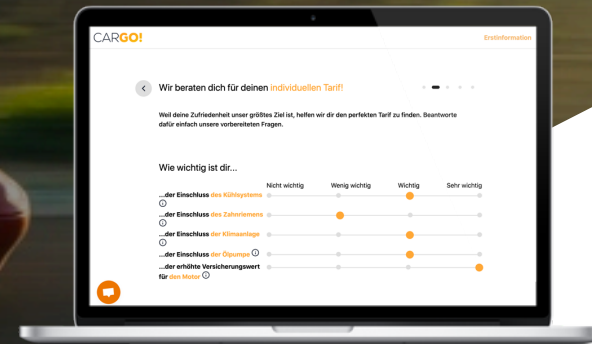 CARGO!
Erstinformation
Wir beraten dich für deinen individuellen Tarif!
Weil deine Zufriedenheit unser größtes Ziel ist, helfen wir dir den perfekten Tarif zu finden. Beantworte
dafür einfach unsere vorbereiteten Fragen.
Wie wichtig ist dir...
Nicht wichtig Wenig wichtig Wichtig Sehr wichtig
...der Einschluss des Kühlsystems
...der Einschluss des Zahnriemens
...der Einschluss der Klimaanlage
...der Einschluss der Ölpumpe
...der erhöhte Versicherungswert
für den Motor